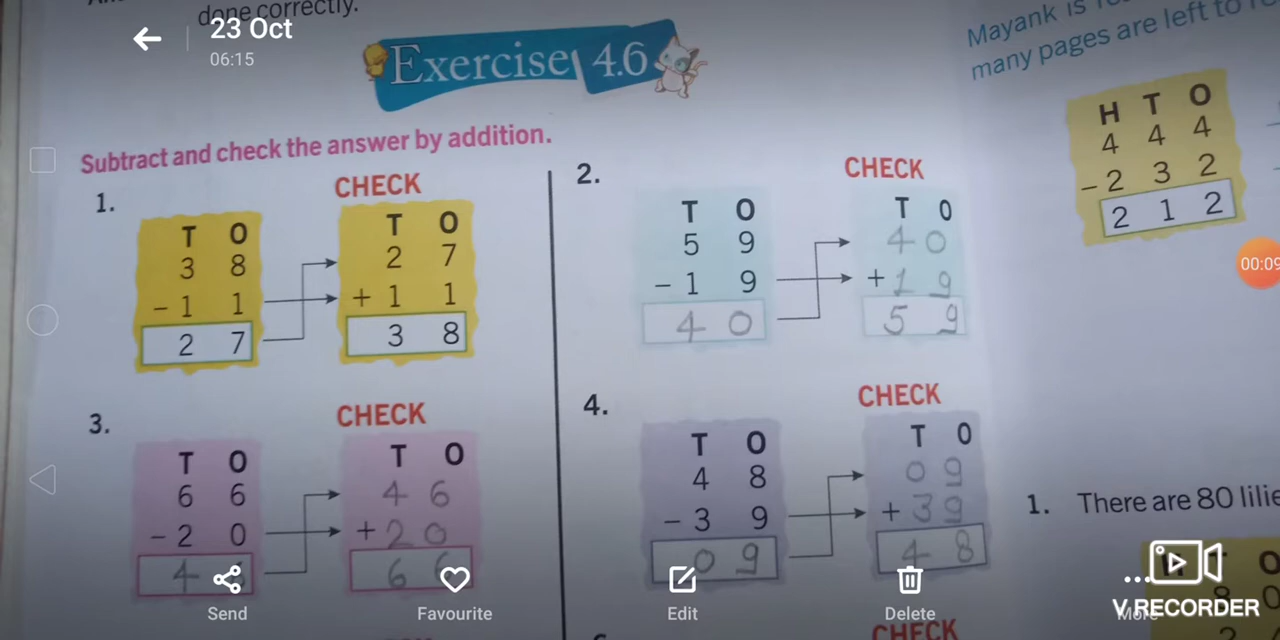 done correctly.
23 Oct
06:15
Exercise 4.6
Mayank is
many pages are left to
Subtract and check the answer by addition.
H T O
4 4 4
- 2 3 2
2 1 2
1.
T O
3 8
- 1 1
2 7
CHECK
T O
2 7
+ 1 1
3 8
2.
T O
5 9
- 1 9
4 0
CHECK
T O
4 0
+ 1 9
5 9
3.
T O
6 6
- 2 0
4
CHECK
T O
4 6
+ 2 0
6 6
4.
T O
4 8
- 3 9
0 9
CHECK
T O
0 9
+ 3 9
4 8
1. There are 80 lilie
O
8 0
00:09
Send
Favourite
Edit
Delete
More
V.RECORDER
CHECK